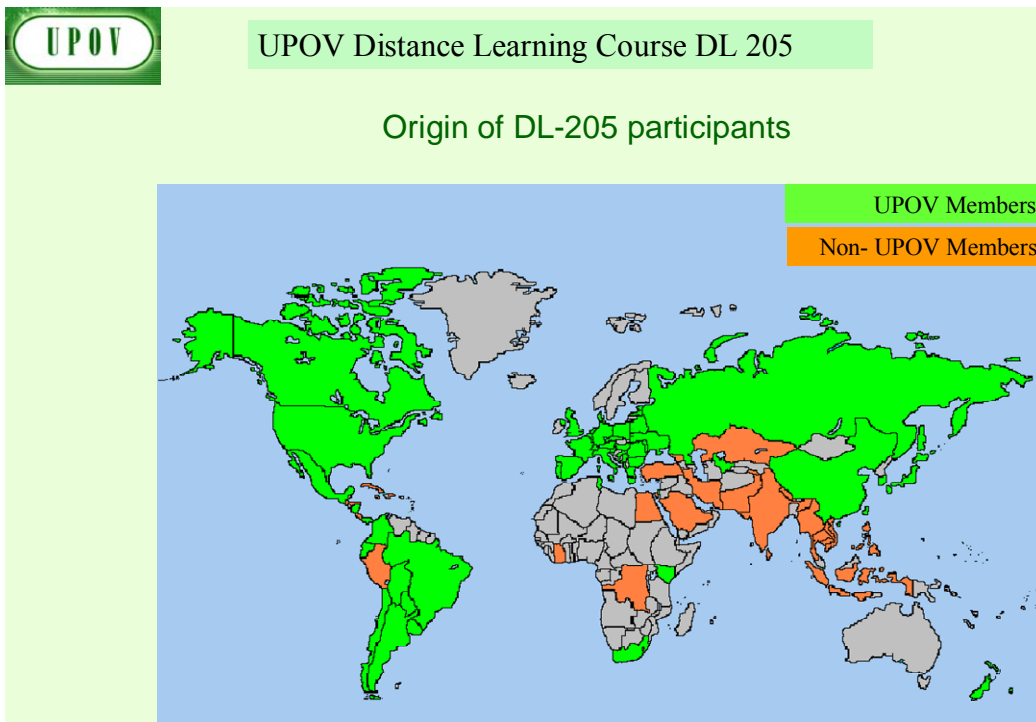 UPOV
UPOV Distance Learning Course DL 205
Origin of DL-205 participants
UPOV Members
Non- UPOV Members